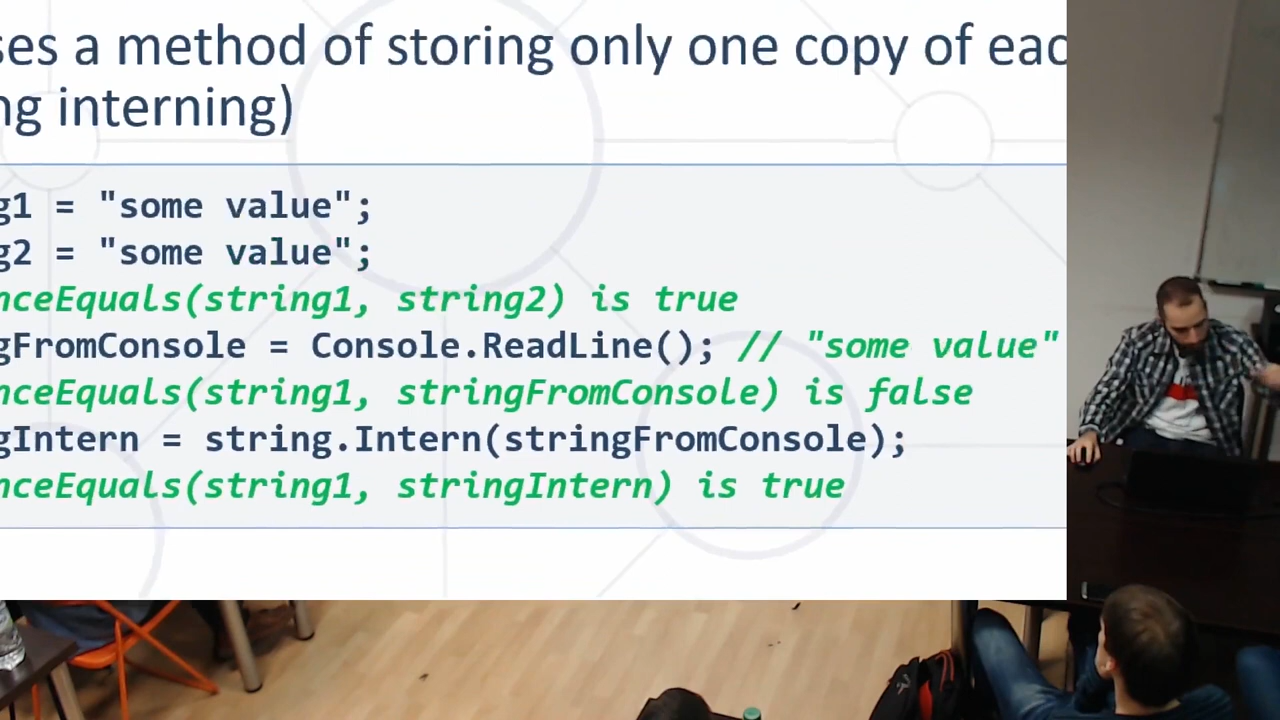 ses a method of storing only one copy of eac
ng interning)
g1 = "some value";
g2 = "some value";
nceEquals(string1, string2) is true
gFromConsole = Console.ReadLine(); // "some value"
nceEquals(string1, stringFromConsole) is false
gIntern = string.Intern(stringFromConsole);
nceEquals(string1, stringIntern) is true